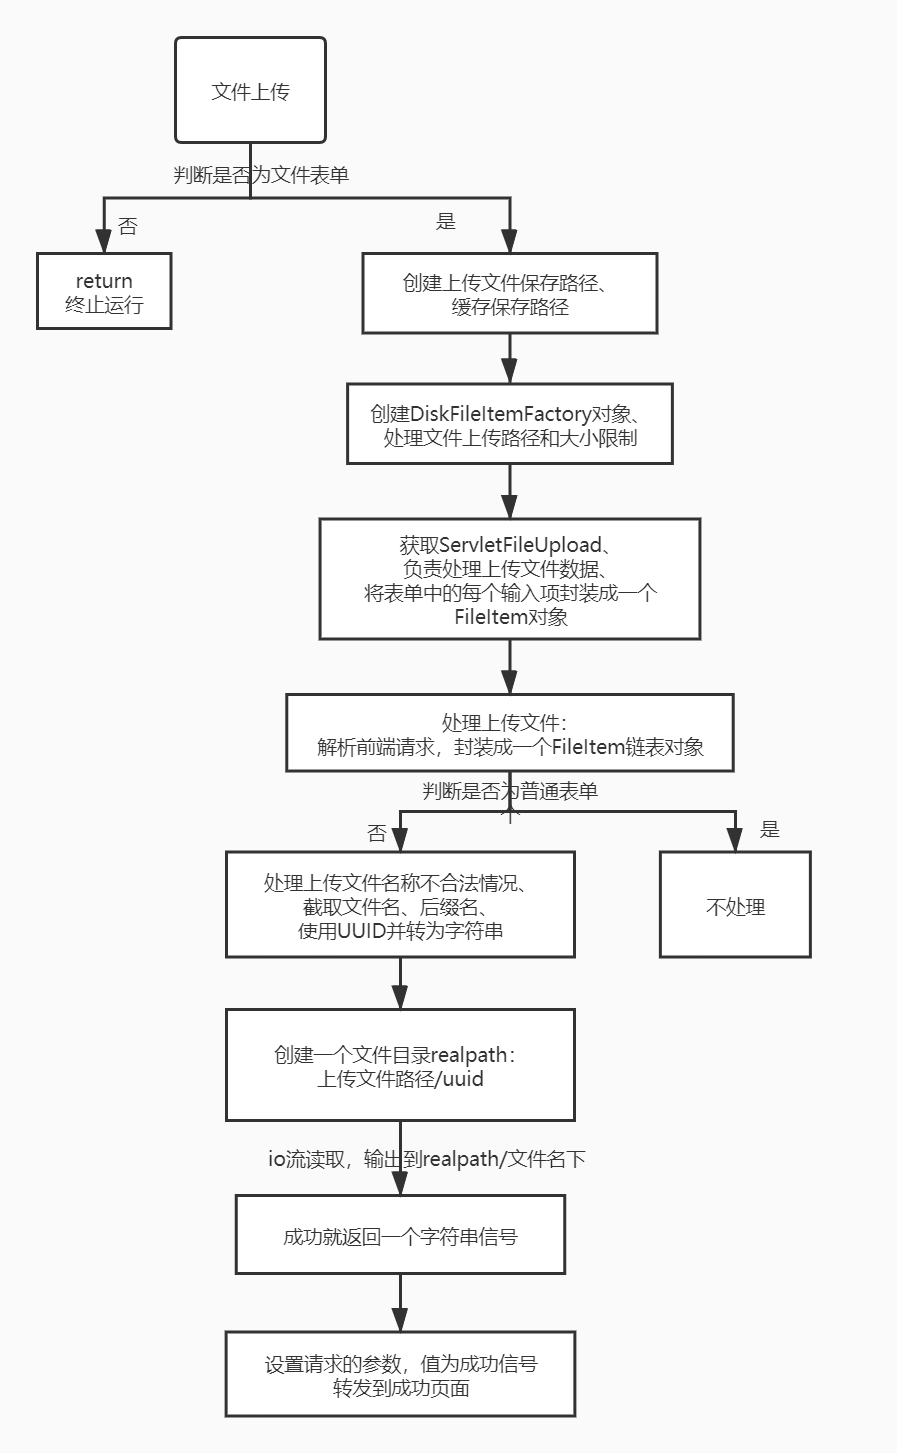 文件上传
判断是否为文件表单
否
是
return
终止运行
创建上传文件保存路径、
缓存保存路径
创建DiskFileItemFactory对象、
处理文件上传路径和大小限制
获取ServletFileUpload、
负责处理上传文件数据、
将表单中的每个输入项封装成一个
FileItem对象
处理上传文件：
解析前端请求，封装成一个FileItem链表对象
判断是否为普通表单
个
否
是
处理上传文件名称不合法情况、
截取文件名、后缀名、
使用UUID并转为字符串
不处理
创建一个文件目录realpath：
上传文件路径/uuid
io流读取，输出到realpath/文件名下
成功就返回一个字符串信号
设置请求的参数，值为成功信号
转发到成功页面